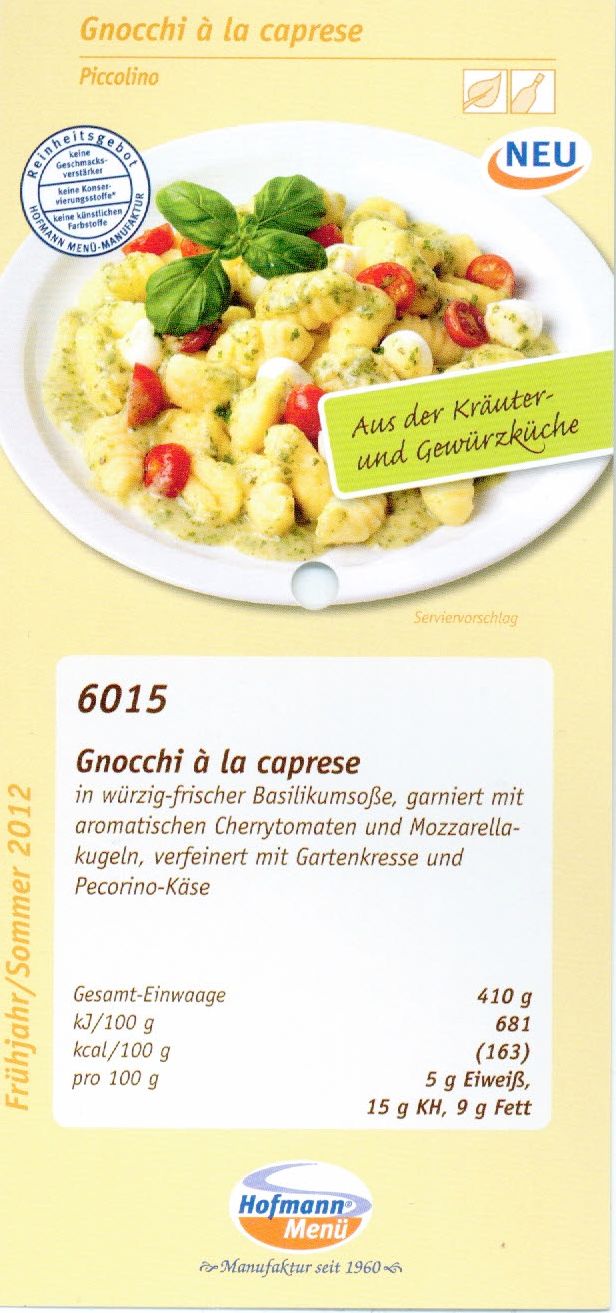 Gnocchi à la caprese
Piccolino
Reinheitsgebot
keine
Geschmacks-
verstärker
keine Konser-
vierungsstoffe*
keine künstlichen
Farbstoffe
HOFMANN MENÜ-MANUFAKTUR
NEU
Aus der Kräuter-
und Gewürzküche
Serviervorschlag
6015
Gnocchi à la caprese
in würzig-frischer Basilikumsoße, garniert mit
aromatischen Cherrytomaten und Mozzarella-
kugeln, verfeinert mit Gartenkresse und
Pecorino-Käse
Gesamt-Einwaage 410 g
kJ/100 g 681
kcal/100 g (163)
pro 100 g 5 g Eiweiß,
15 g KH, 9 g Fett
Frühjahr/Sommer 2012
Hofmann®
Menü
Manufaktur seit 1960